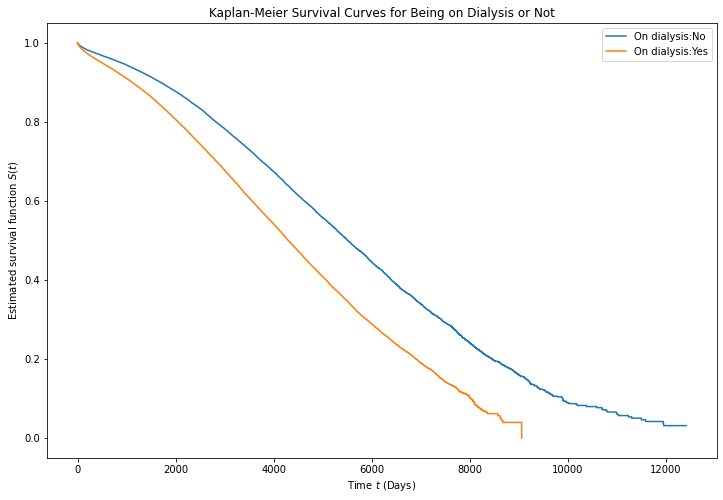 Kaplan-Meier Survival Curves for Being on Dialysis or Not
On dialysis:No
On dialysis:Yes
Estimated survival function S(t)
1.0
0.8
0.6
0.4
0.2
0.0
0 2000 4000 6000 8000 10000 12000
Time t (Days)